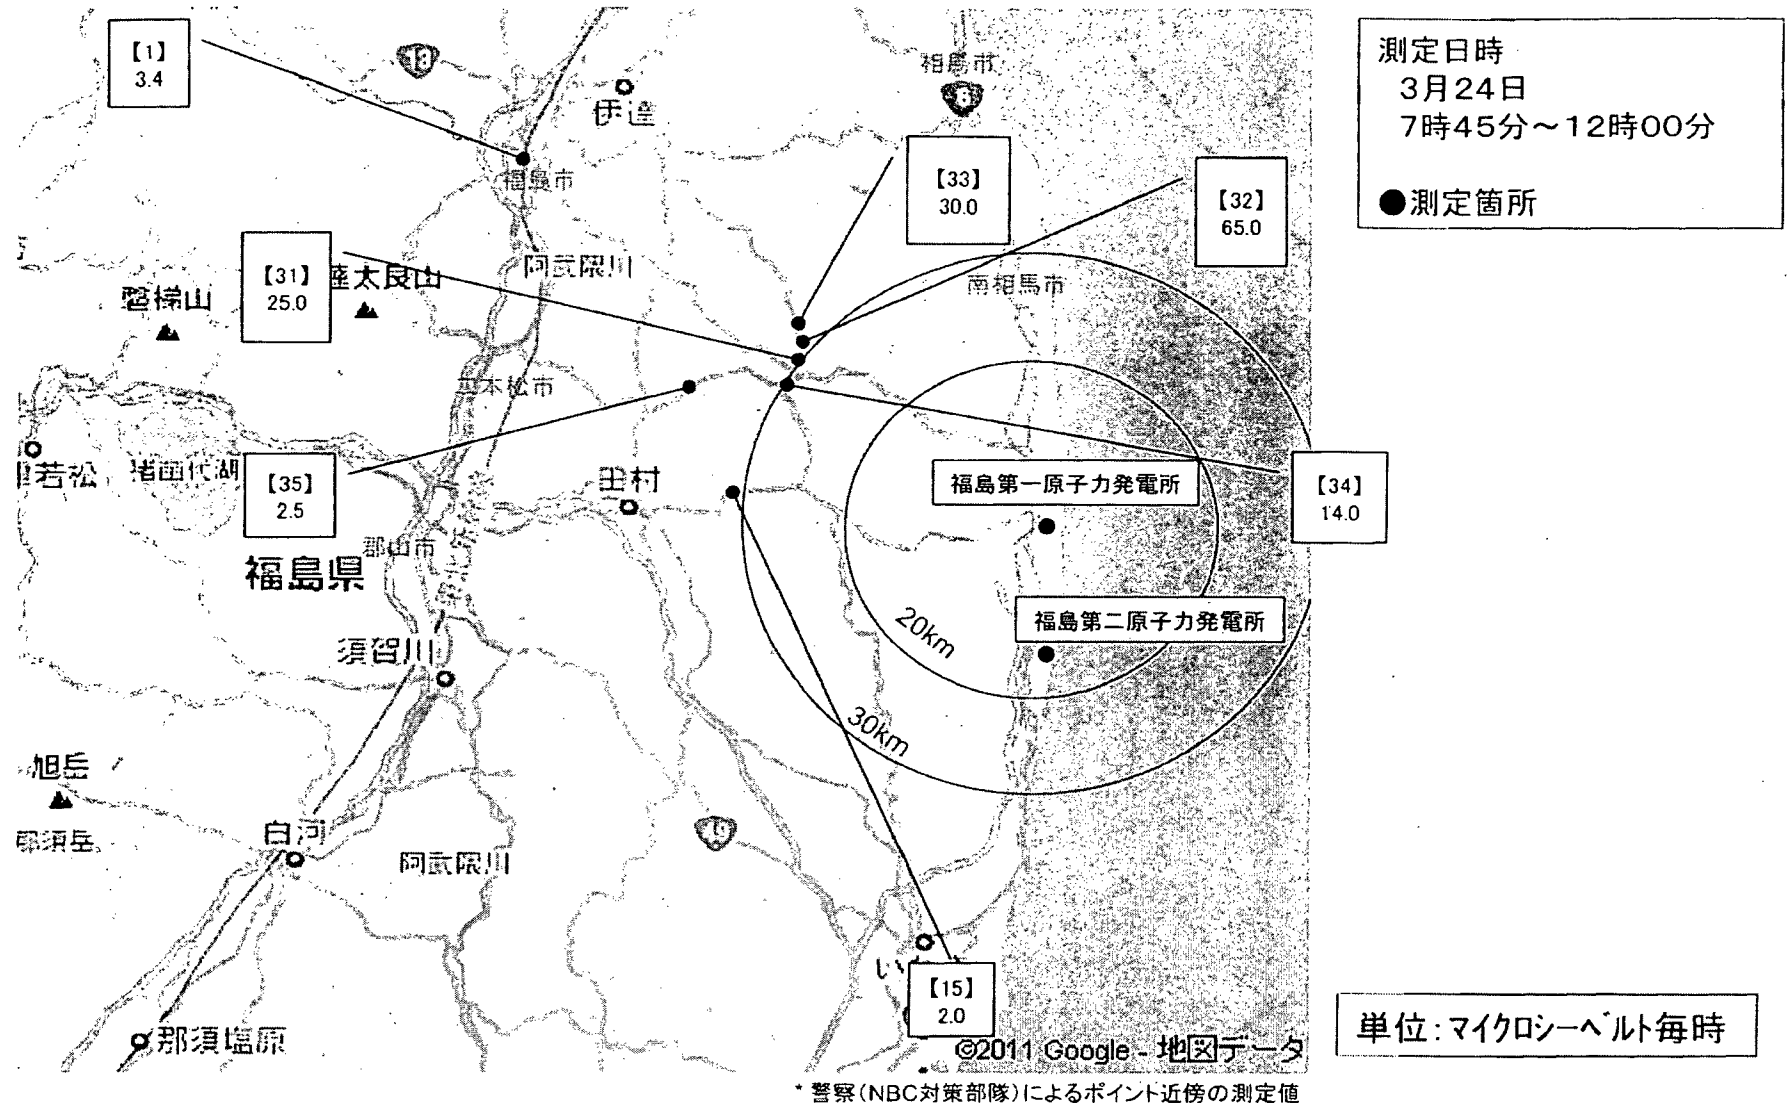 【1】
3.4
13
伊達
相馬市
6
測定日時
3月24日
7時45分～12時00分
●測定箇所
福島市
【33】
30.0
【32】
65.0
阿武隈川
南相馬市
【31】
25.0
磐梯山
二本松市
若松
猪苗代湖
【35】
2.5
田村
福島第一原子力発電所
【34】
14.0
郡山市
福島県
福島第二原子力発電所
20km
須賀川
30km
旭岳
那須岳
白河
阿武隈川
49
【15】
2.0
那須塩原
©2011 Google - 地図データ
単位:マイクロシーベルト毎時
* 警察(NBC対策部隊)によるポイント近傍の測定値